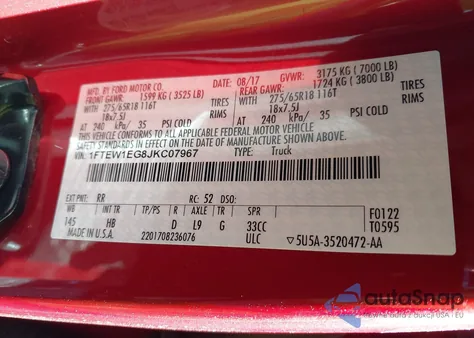 MFD. BY FORD MOTOR CO.
DATE: 08/17 GVWR: 3175 KG ( 7000 LB)
FRONT GAWR: 1599 KG ( 3525 LB) REAR GAWR: 1724 KG ( 3800 LB)
WITH 275/65R18 116T TIRES WITH 275/65R18 116T TIRES
18x7.5J RIMS 18x7.5J RIMS
AT 240 kPa/ 35 PSI COLD AT 240 kPa/ 35 PSI COLD
THIS VEHICLE CONFORMS TO ALL APPLICABLE FEDERAL MOTOR VEHICLE
SAFETY STANDARDS IN EFFECT ON THE DATE OF MANUFACTURE SHOWN ABOVE.
VIN: 1FTEW1EG8JKC07967 TYPE: Truck
EXT PNT: RR RC: 52 DSO:
WB INT TR TP/PS R AXLE TR SPR
145 HB D L9 G 33CC
F0122
T0595
MADE IN U.S.A. 2201708236076 ULC 5U5A-3520472-AA
autoSnap